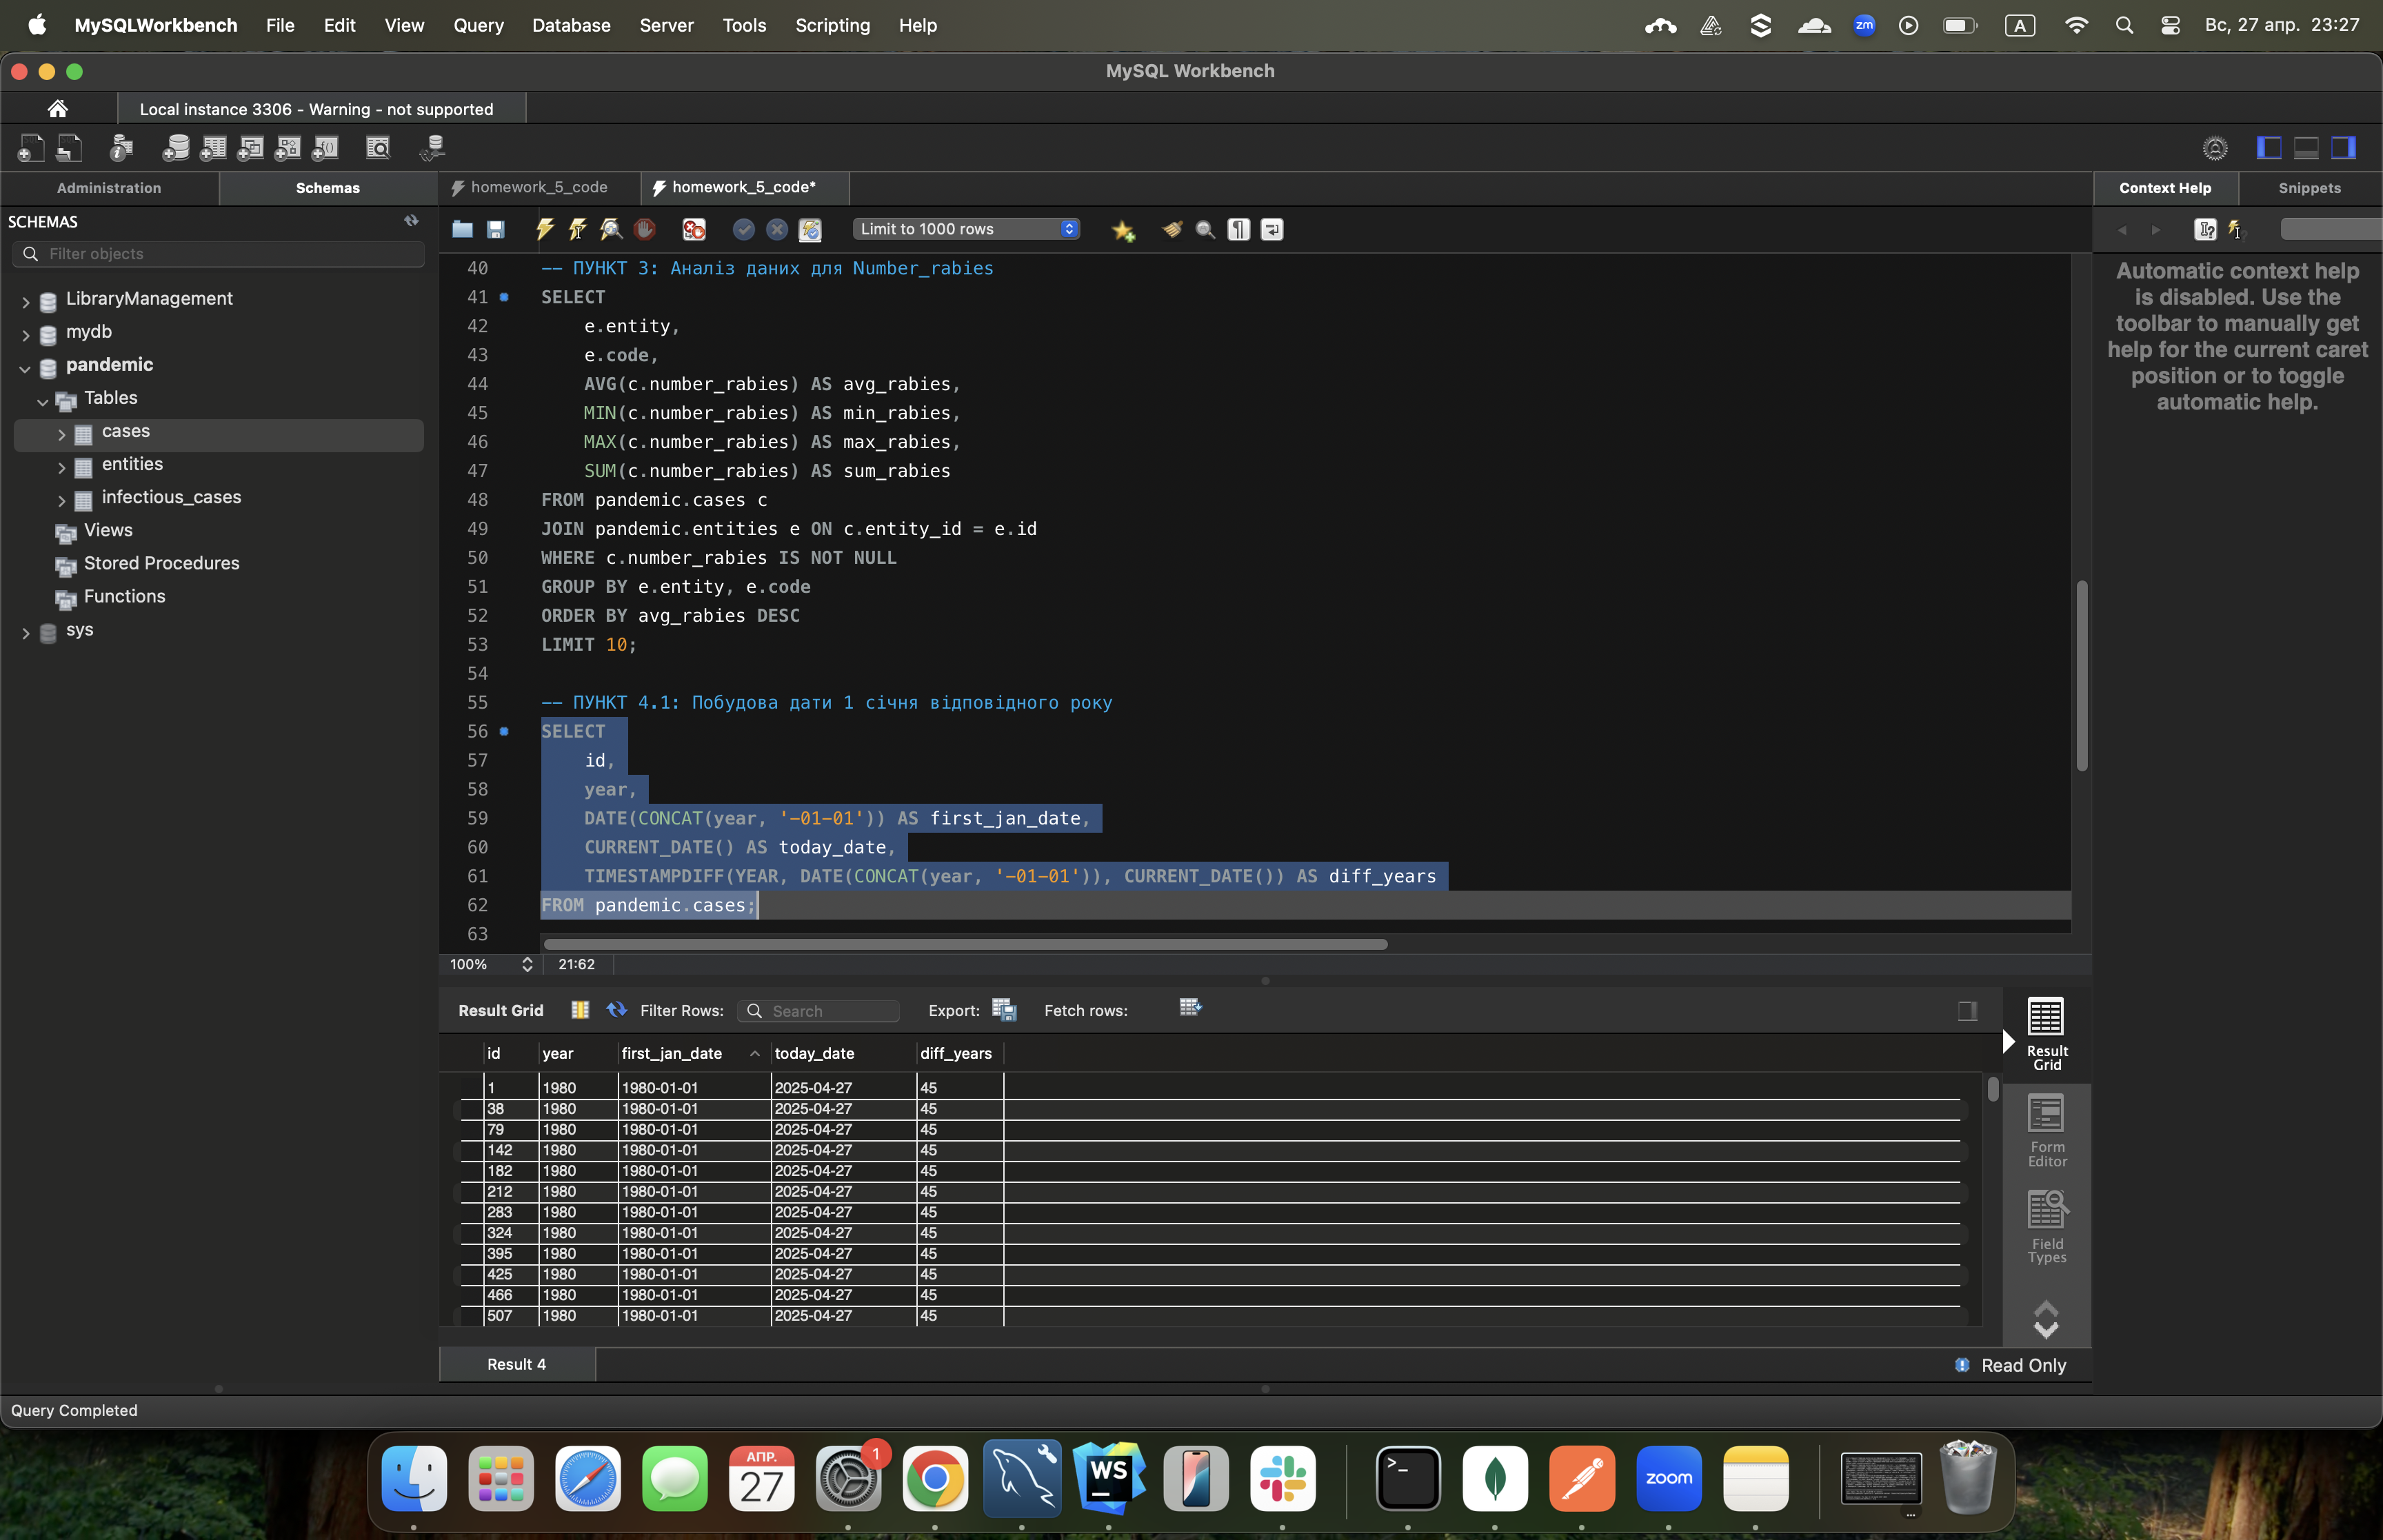 MySQLWorkbench File Edit View Query Database Server Tools Scripting Help zm A Вс, 27 апр. 23:27
MySQL Workbench
Local instance 3306 - Warning - not supported
Administration Schemas homework_5_code homework_5_code* Context Help Snippets
SCHEMAS
Limit to 1000 rows
Filter objects
LibraryManagement
mydb
pandemic
Tables
cases
entities
infectious_cases
Views
Stored Procedures
Functions
sys
40 -- ПУНКТ 3: Аналіз даних для Number_rabies
41 SELECT
42 e.entity,
43 e.code,
44 AVG(c.number_rabies) AS avg_rabies,
45 MIN(c.number_rabies) AS min_rabies,
46 MAX(c.number_rabies) AS max_rabies,
47 SUM(c.number_rabies) AS sum_rabies
48 FROM pandemic.cases c
49 JOIN pandemic.entities e ON c.entity_id = e.id
50 WHERE c.number_rabies IS NOT NULL
51 GROUP BY e.entity, e.code
52 ORDER BY avg_rabies DESC
53 LIMIT 10;
54
55 -- ПУНКТ 4.1: Побудова дати 1 січня відповідного року
56 SELECT
57 id,
58 year,
59 DATE(CONCAT(year, '-01-01')) AS first_jan_date,
60 CURRENT_DATE() AS today_date,
61 TIMESTAMPDIFF(YEAR, DATE(CONCAT(year, '-01-01')), CURRENT_DATE()) AS diff_years
62 FROM pandemic.cases;
63
100% 21:62
Automatic context help
is disabled. Use the
toolbar to manually get
help for the current caret
position or to toggle
automatic help.
Result Grid Filter Rows: Search Export: Fetch rows:
id year first_jan_date today_date diff_years
1 1980 1980-01-01 2025-04-27 45
38 1980 1980-01-01 2025-04-27 45
79 1980 1980-01-01 2025-04-27 45
142 1980 1980-01-01 2025-04-27 45
182 1980 1980-01-01 2025-04-27 45
212 1980 1980-01-01 2025-04-27 45
283 1980 1980-01-01 2025-04-27 45
324 1980 1980-01-01 2025-04-27 45
395 1980 1980-01-01 2025-04-27 45
425 1980 1980-01-01 2025-04-27 45
466 1980 1980-01-01 2025-04-27 45
507 1980 1980-01-01 2025-04-27 45
Result
Grid
Form
Editor
Field
Types
Result 4 Read Only
Query Completed
АПР.
27
1
WS
zoom